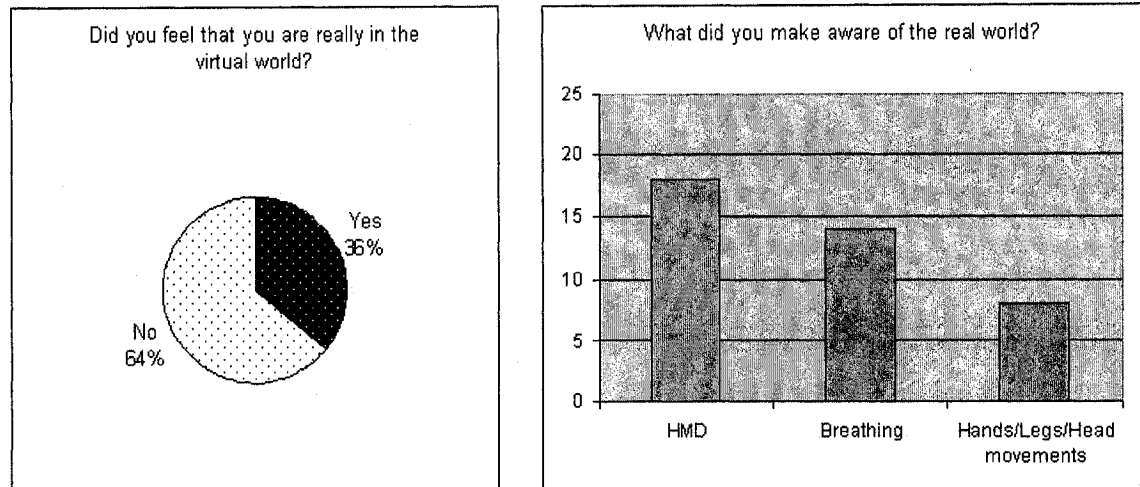 Did you feel that you are really in the
virtual world?
Yes
36%
No
64%
What did you make aware of the real world?
25
20
15
10
5
0
HMD
Breathing
Hands/Legs/Head
movements